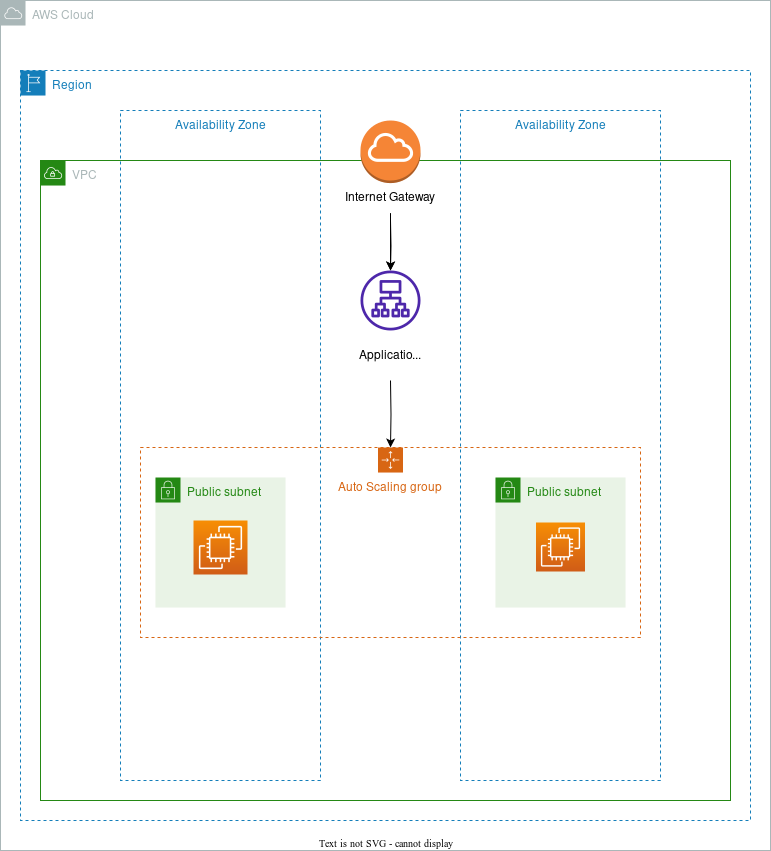 AWS Cloud
Region
Availability Zone
Availability Zone
VPC
Internet Gateway
Applicatio...
Auto Scaling group
Public subnet
Public subnet
Text is not SVG - cannot display